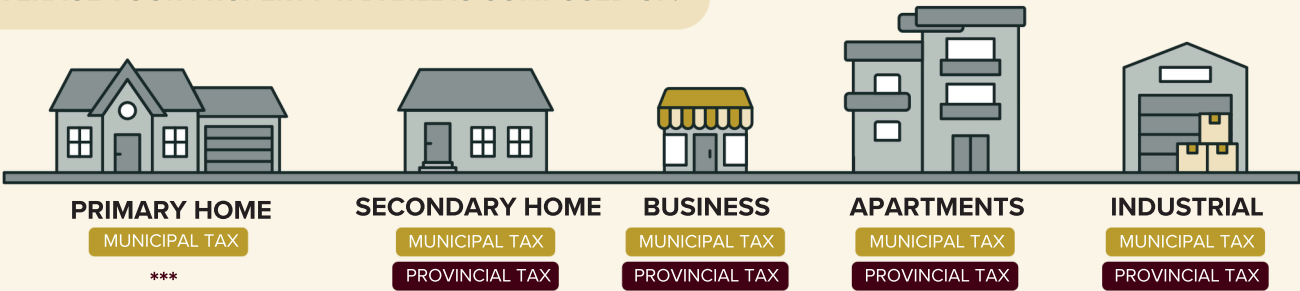 PRIMARY HOME
MUNICIPAL TAX
***
SECONDARY HOME
MUNICIPAL TAX
PROVINCIAL TAX
BUSINESS
MUNICIPAL TAX
PROVINCIAL TAX
APARTMENTS
MUNICIPAL TAX
PROVINCIAL TAX
INDUSTRIAL
MUNICIPAL TAX
PROVINCIAL TAX